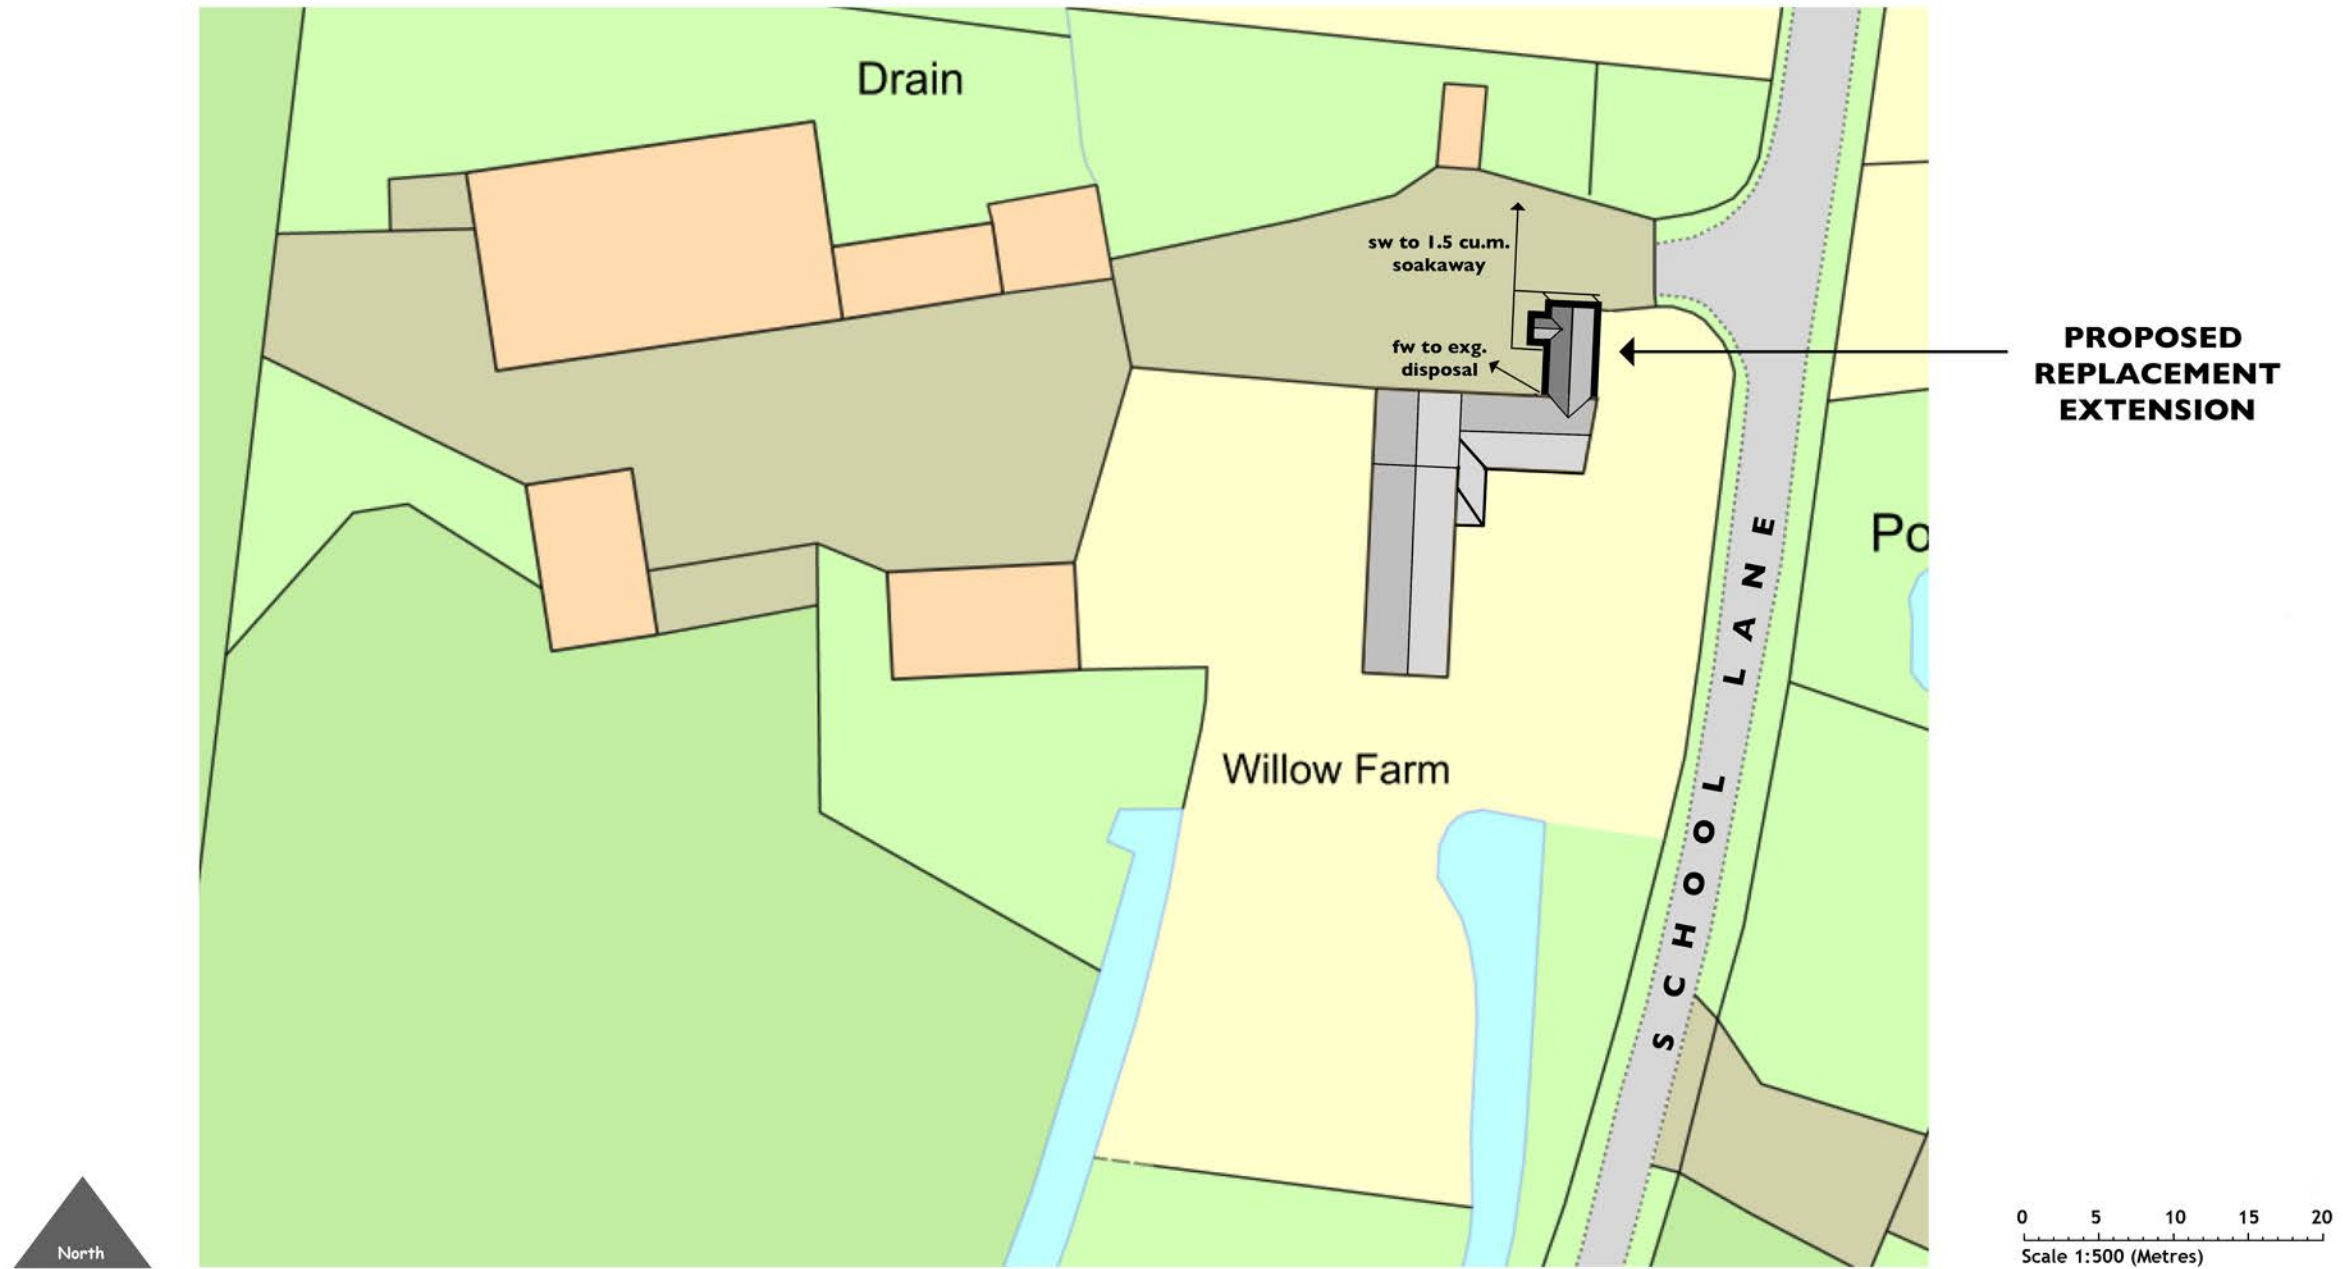 Drain
sw to 1.5 cu.m.
soakaway
fw to exg.
disposal
PROPOSED
REPLACEMENT
EXTENSION
Po
SCHOOL LANE
Willow Farm
North
0 5 10 15 20
Scale 1:500 (Metres)